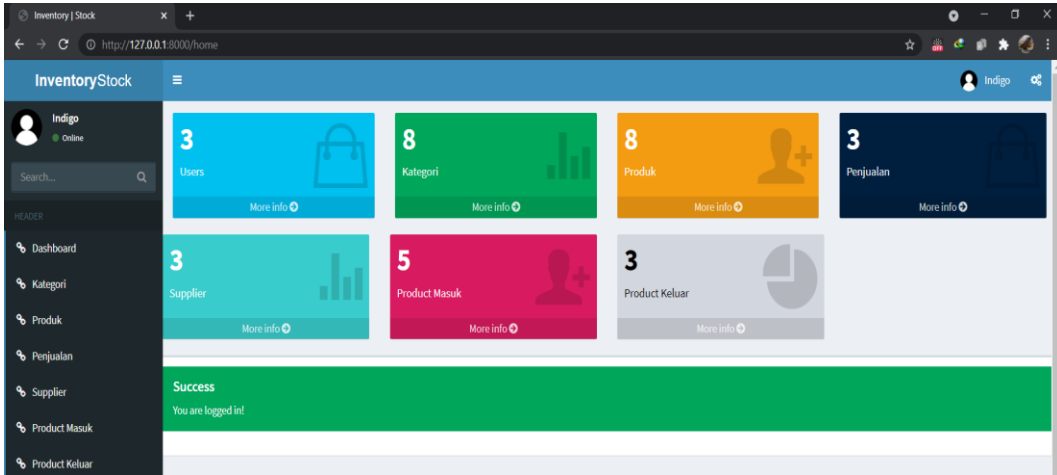 Inventory | Stock
http://127.0.0.1:8000/home
OFF
InventoryStock
Indigo
Indigo
Online
Search...
HEADER
Dashboard
Kategori
Produk
Penjualan
Supplier
Product Masuk
Product Keluar
3
Users
More info
8
Kategori
More info
8
Produk
More info
3
Penjualan
More info
3
Supplier
More info
5
Product Masuk
More info
3
Product Keluar
More info
Success
You are logged in!